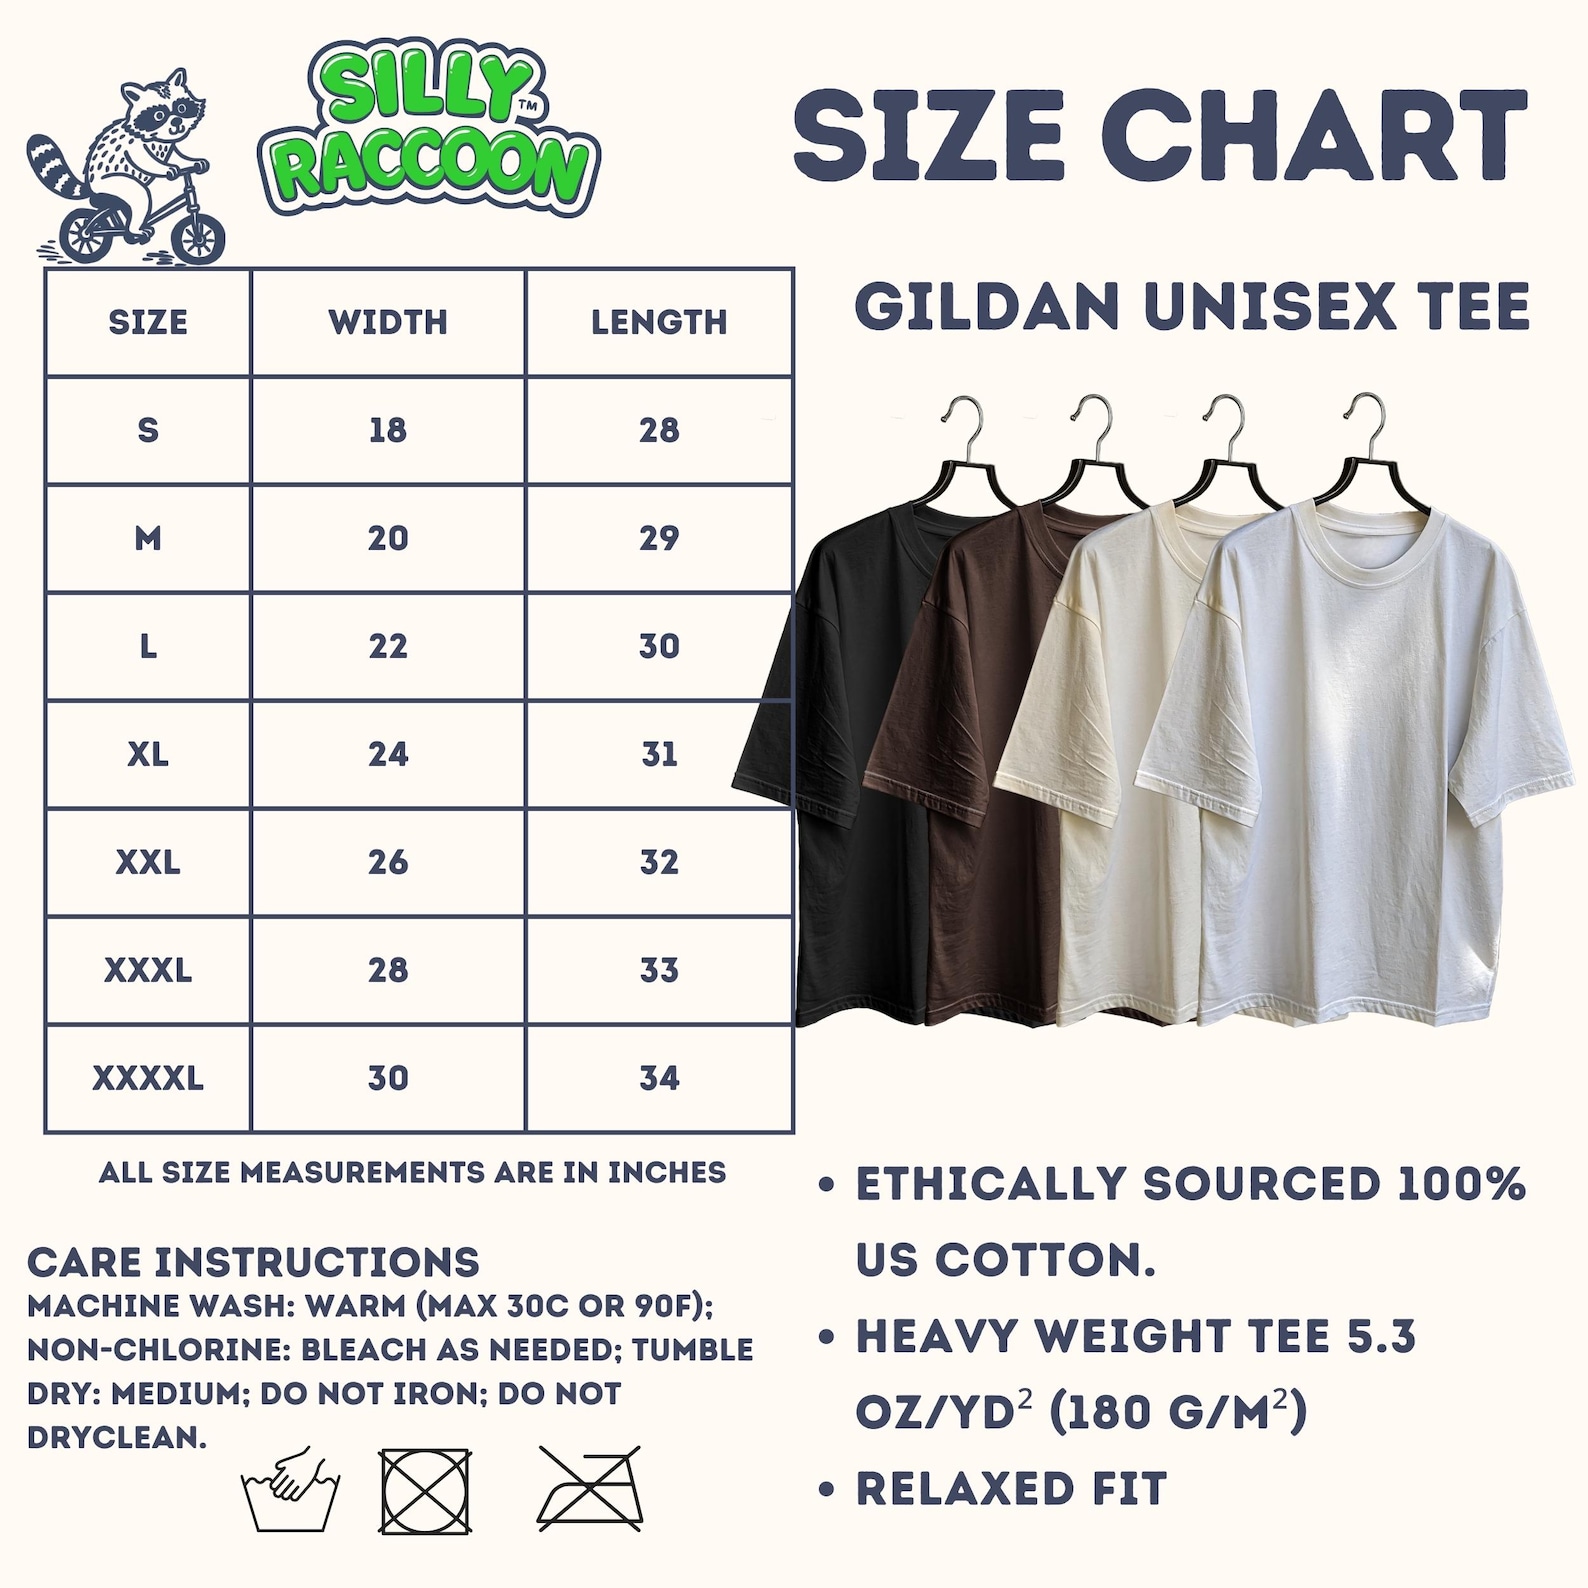 SILLY™
RACCOON
SIZE CHART
GILDAN UNISEX TEE
SIZE WIDTH LENGTH
S 18 28
M 20 29
L 22 30
XL 24 31
XXL 26 32
XXXL 28 33
XXXXL 30 34
ALL SIZE MEASUREMENTS ARE IN INCHES
CARE INSTRUCTIONS
MACHINE WASH: WARM (MAX 30C OR 90F);
NON-CHLORINE: BLEACH AS NEEDED; TUMBLE
DRY: MEDIUM; DO NOT IRON; DO NOT
DRYCLEAN.
• ETHICALLY SOURCED 100%
US COTTON.
• HEAVY WEIGHT TEE 5.3
OZ/YD² (180 G/M²)
• RELAXED FIT